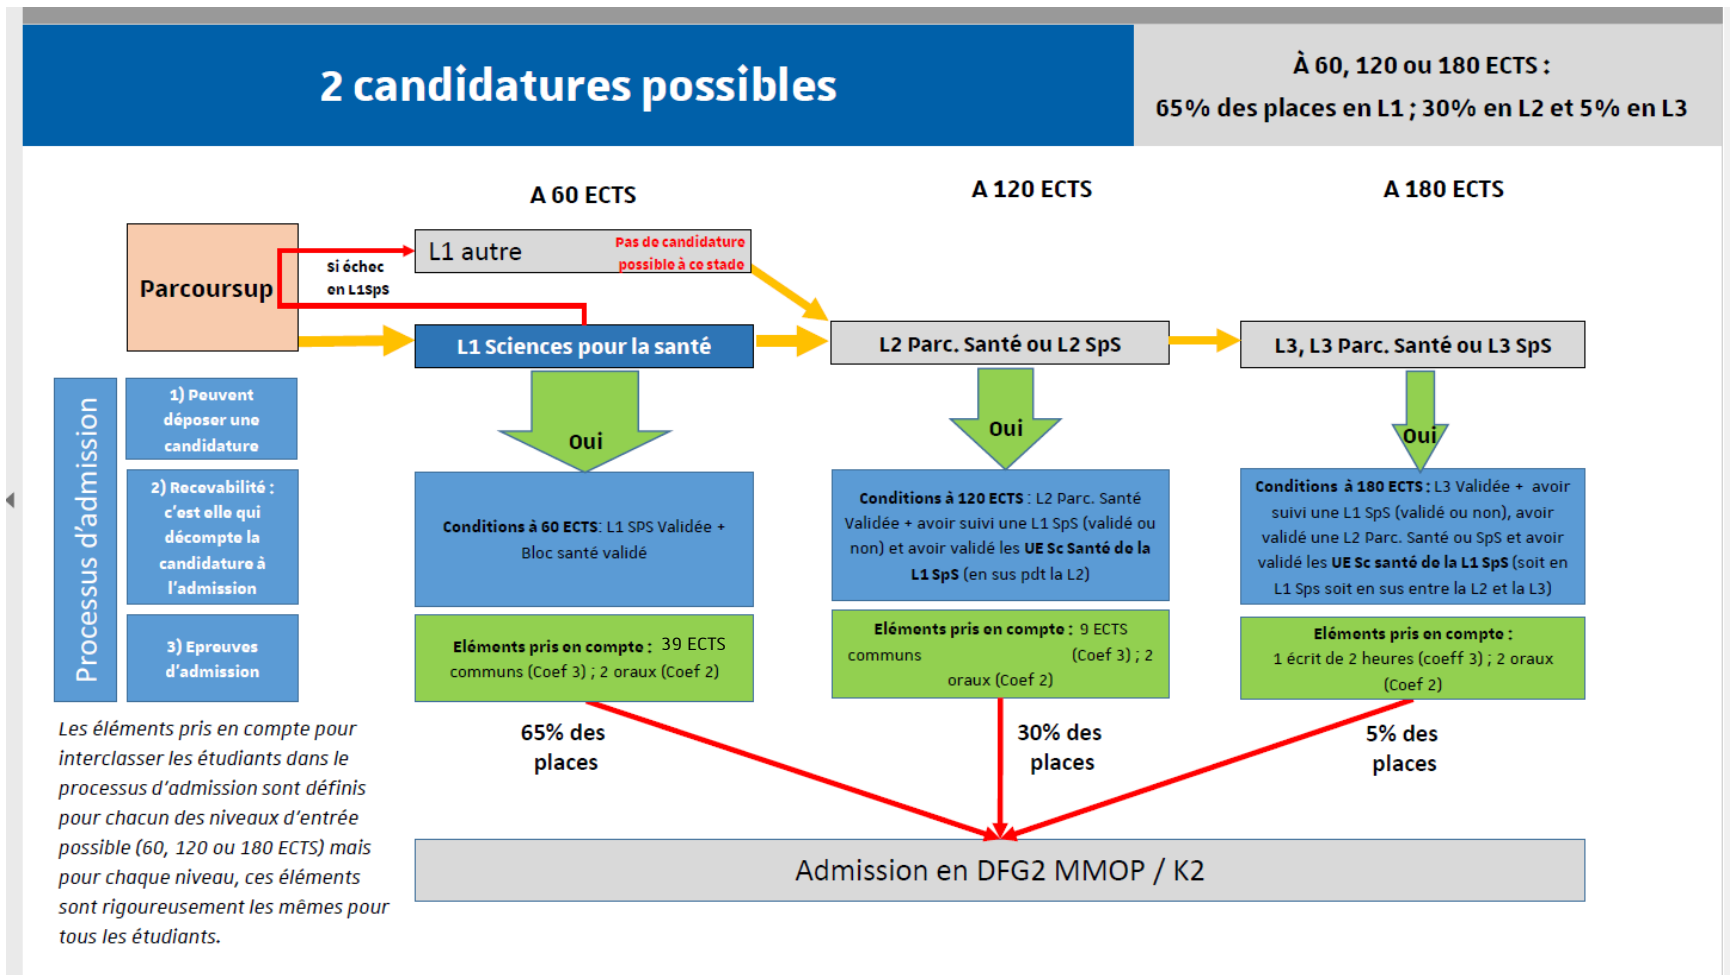 2 candidatures possibles
À 60, 120 ou 180 ECTS :
65% des places en L1 ; 30% en L2 et 5% en L3
A 60 ECTS
A 120 ECTS
A 180 ECTS
Parcoursup
Si échec
en L1SpS
L1 autre
Pas de candidature
possible à ce stade
L1 Sciences pour la santé
L2 Parc. Santé ou L2 SpS
L3, L3 Parc. Santé ou L3 SpS
Processus d'admission
1) Peuvent
déposer une
candidature
Oui
Oui
Oui
2) Recevabilité :
c'est elle qui
décompte la
candidature à
l'admission
Conditions à 60 ECTS: L1 SPS Validée +
Bloc santé validé
Conditions à 120 ECTS : L2 Parc. Santé
Validée + avoir suivi une L1 SpS (validé ou
non) et avoir validé les UE Sc Santé de la
L1 SpS (en sus pdt la L2)
Conditions à 180 ECTS : L3 Validée + avoir
suivi une L1 SpS (validé ou non), avoir
validé une L2 Parc. Santé ou SpS et avoir
validé les UE Sc santé de la L1 SpS (soit en
L1 Sps soit en sus entre la L2 et la L3)
3) Epreuves
d'admission
Eléments pris en compte : 39 ECTS
communs (Coef 3) ; 2 oraux (Coef 2)
Eléments pris en compte : 9 ECTS
communs (Coef 3) ; 2
oraux (Coef 2)
Eléments pris en compte :
1 écrit de 2 heures (coeff 3) ; 2 oraux
(Coef 2)
65% des
places
30% des
places
5% des
places
Les éléments pris en compte pour
interclasser les étudiants dans le
processus d'admission sont définis
pour chacun des niveaux d'entrée
possible (60, 120 ou 180 ECTS) mais
pour chaque niveau, ces éléments
sont rigoureusement les mêmes pour
tous les étudiants.
Admission en DFG2 MMOP / K2